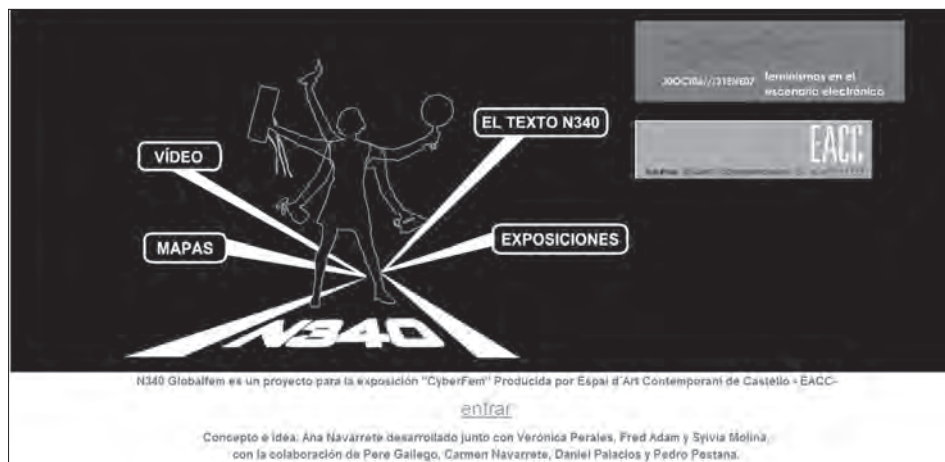 feminismos en el
escenario electrónico
EACC
EL TEXTO N340
VÍDEO
MAPAS
EXPOSICIONES
N340
N340 Globalfem es un proyecto para la exposición "CyberFem" Producida por Espai d´Art Contemporani de Castelló - EACC-
entrar
Concepto e idea: Ana Navarrete desarrollado junto con Verónica Perales, Fred Adam y Sylvia Molina,
con la colaboración de Pere Gallego, Carmen Navarrete, Daniel Palacios y Pedro Pestana.